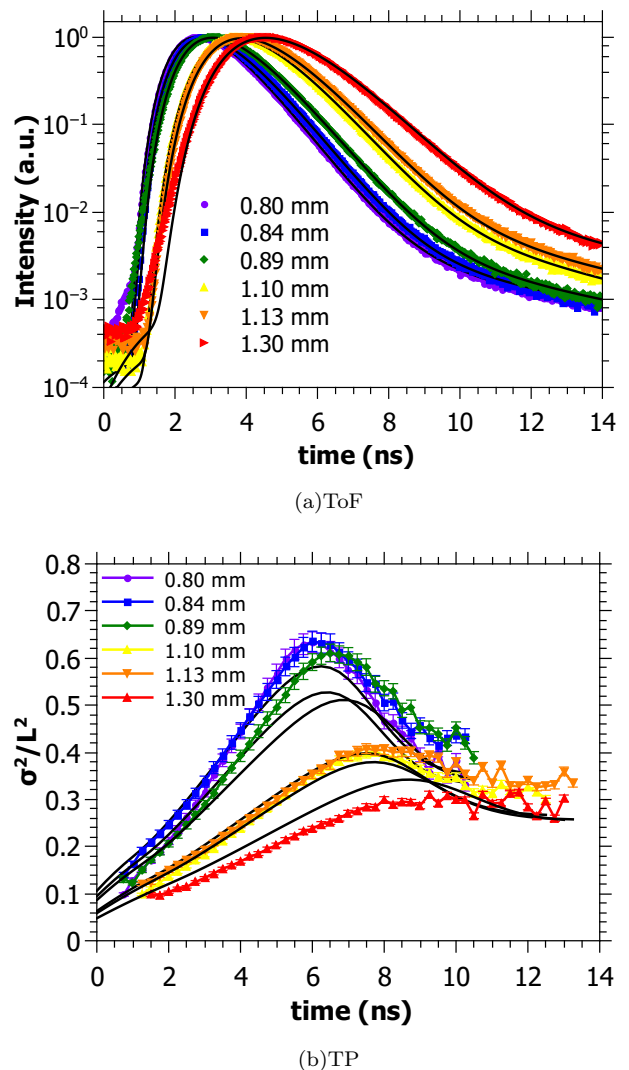 10⁰
10⁻¹
10⁻²
10⁻³
10⁻⁴
Intensity (a.u.)
0.80 mm
0.84 mm
0.89 mm
1.10 mm
1.13 mm
1.30 mm
0 2 4 6 8 10 12 14
time (ns)
(a)ToF
0.8
0.7
0.6
0.5
0.4
0.3
0.2
0.1
0
σ²/L²
0.80 mm
0.84 mm
0.89 mm
1.10 mm
1.13 mm
1.30 mm
0 2 4 6 8 10 12 14
time (ns)
(b)TP